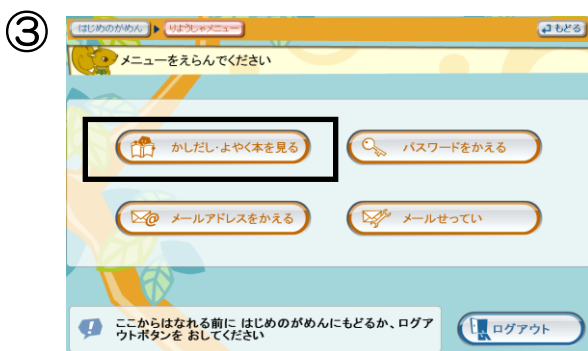 ③
はじめのがめん
りようしゃメニュー
もどる
メニューをえらんでください
かしだし・よやく本を見る
パスワードをかえる
メールアドレスをかえる
メールせってい
ここからはなれる前に はじめのがめんにもどるか、ログア
ウトボタンを おしてください
ログアウト